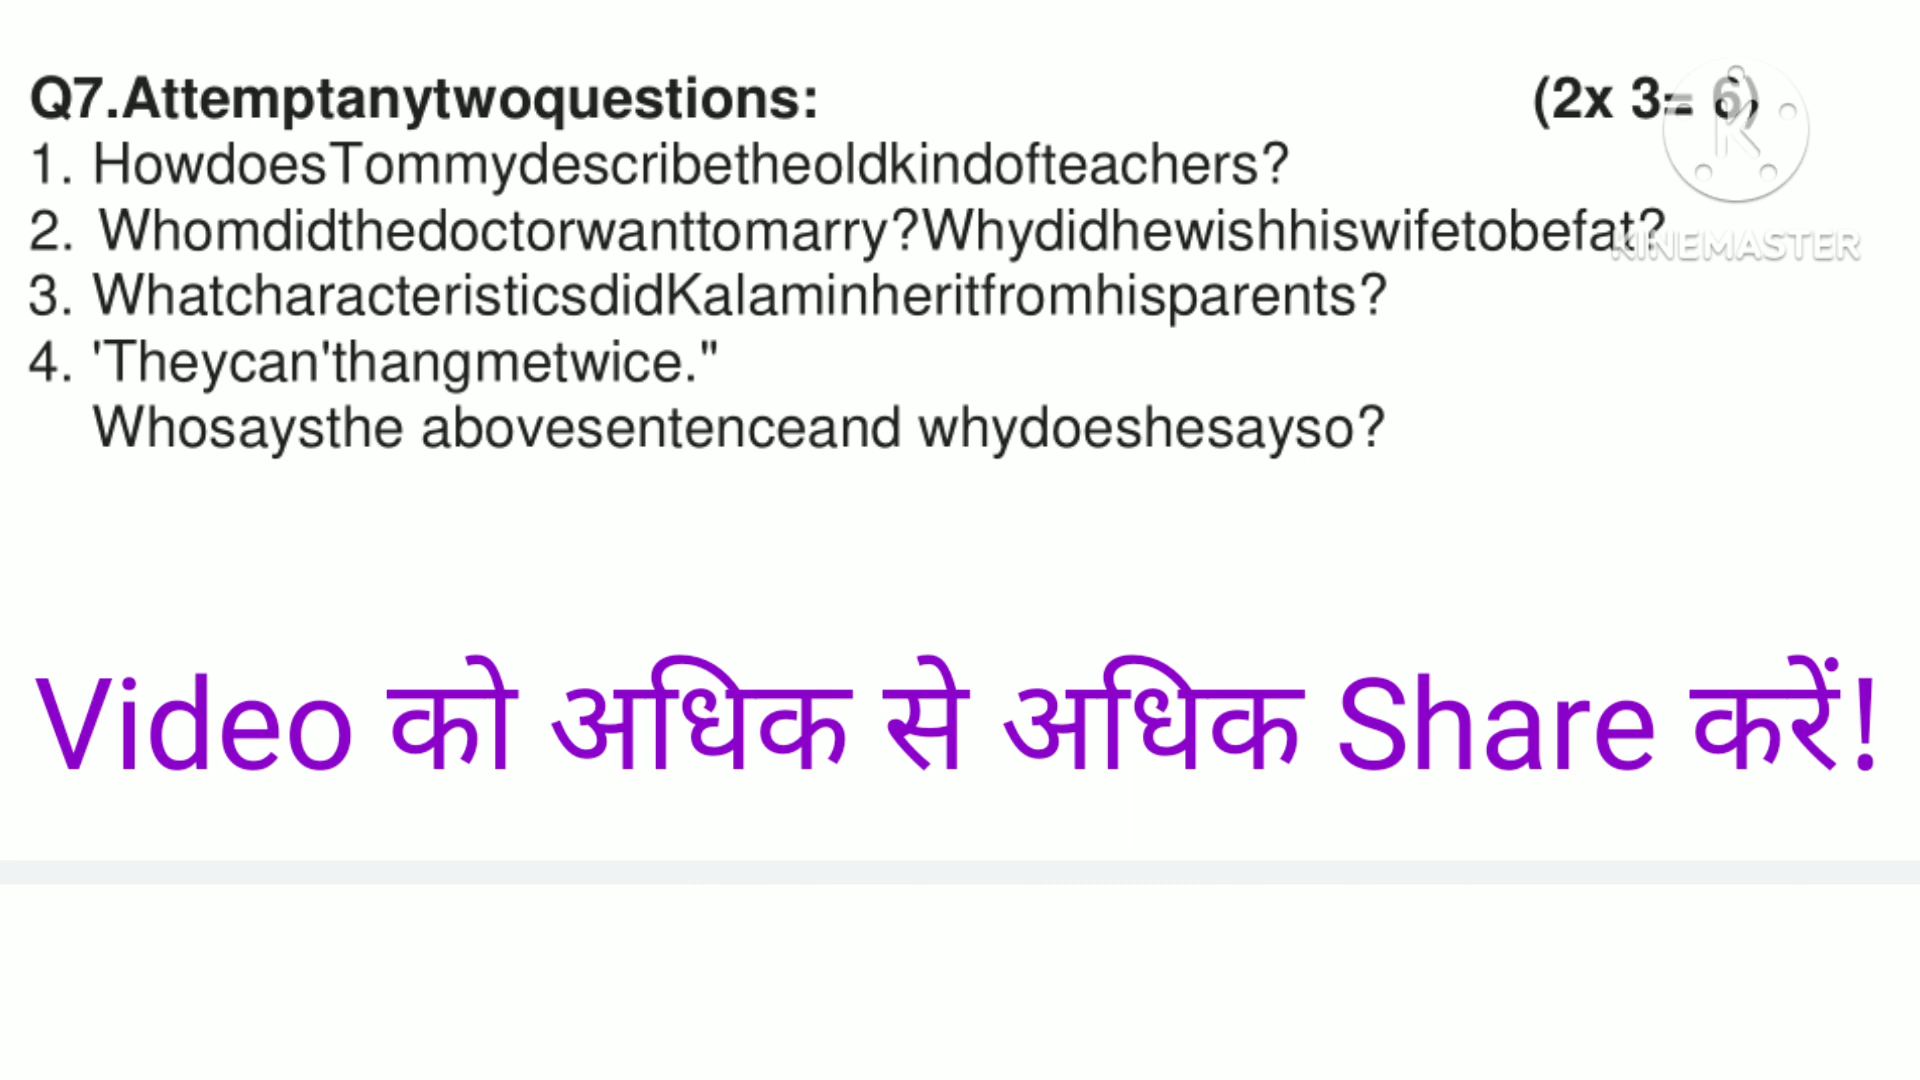 Q7.Attemptanytwoquestions: (2x 3= 6)
1. HowdoesTommydescribetheoldkindofteachers?
2. Whomdidthedoctorwanttomarry?Whydidhewishhiswifetobefat?
3. WhatcharacteristicsdidKalaminheritfromhisparents?
4. 'Theycan'thangmetwice."
Whosaysthe abovesentenceand whydoeshesayso?
K
KINEMASTER
Video को अधिक से अधिक Share करें!